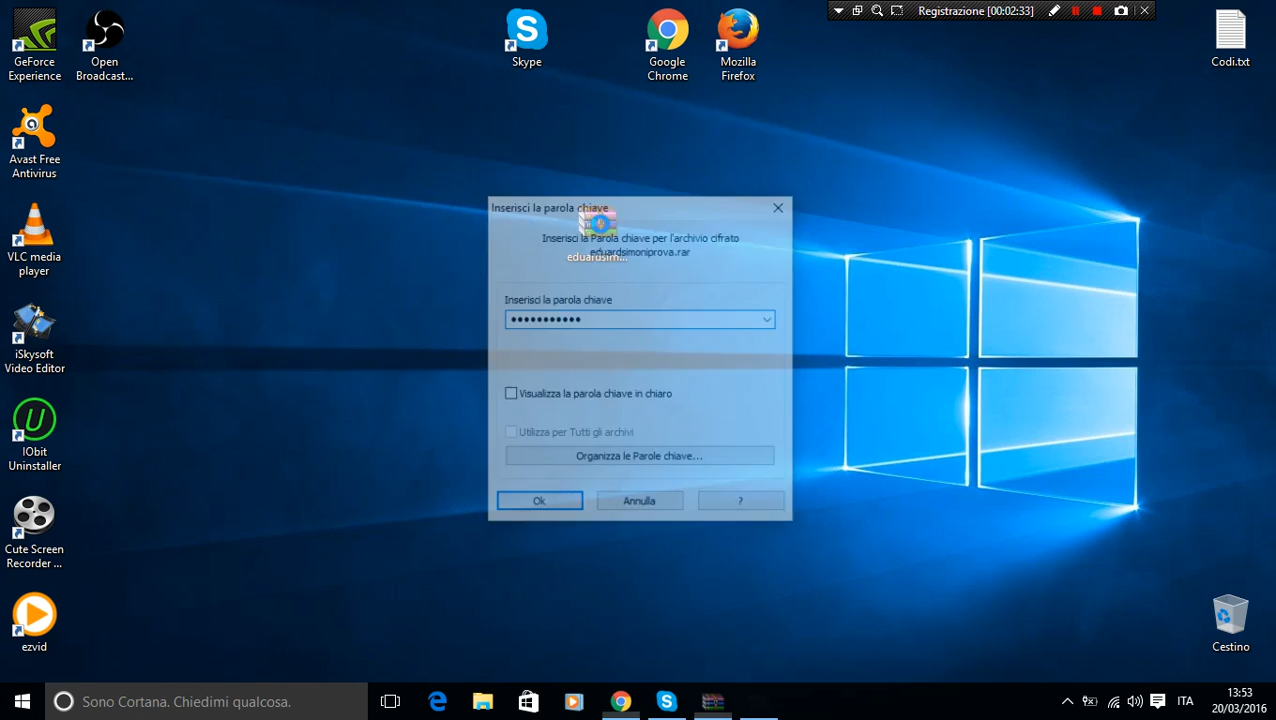 Registrazione [00:02:33]
GeForce
Experience
Open
Broadcast...
Skype
Google
Chrome
Mozilla
Firefox
Codi.txt
Avast Free
Antivirus
VLC media
player
iSkysoft
Video Editor
IObit
Uninstaller
Cute Screen
Recorder ...
ezvid
Inserisci la parola chiave
Inserisci la Parola chiave per l'archivio cifrato
eduardsimoniprova.rar
eduardsim...
Inserisci la parola chiave
•••••••••••
Visualizza la parola chiave in chiaro
Utilizza per Tutti gli archivi
Organizza le Parole chiave...
Ok
Annulla
?
Cestino
Sono Cortana. Chiedimi qualcosa.
ITA
13:53
20/03/2016